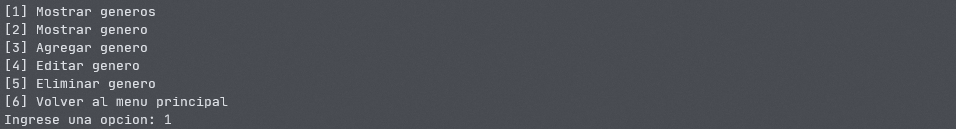 [1] Mostrar generos
[2] Mostrar genero
[3] Agregar genero
[4] Editar genero
[5] Eliminar genero
[6] Volver al menu principal
Ingrese una opcion: 1